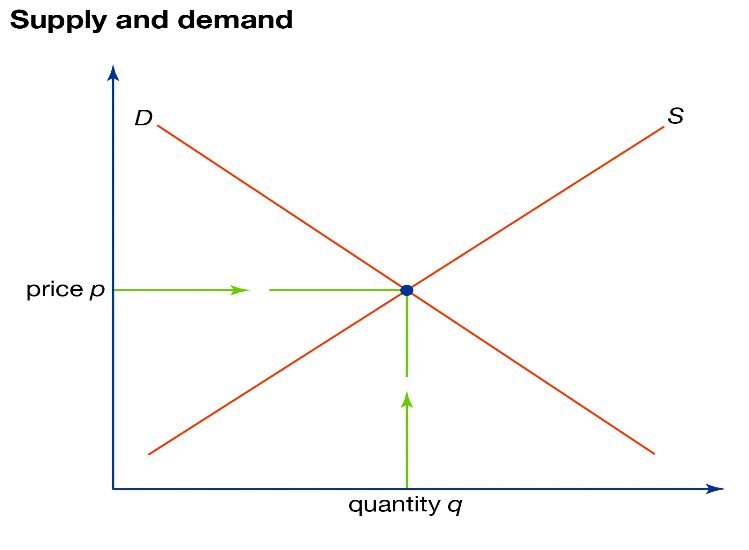 Supply and demand
D
S
price p
quantity q